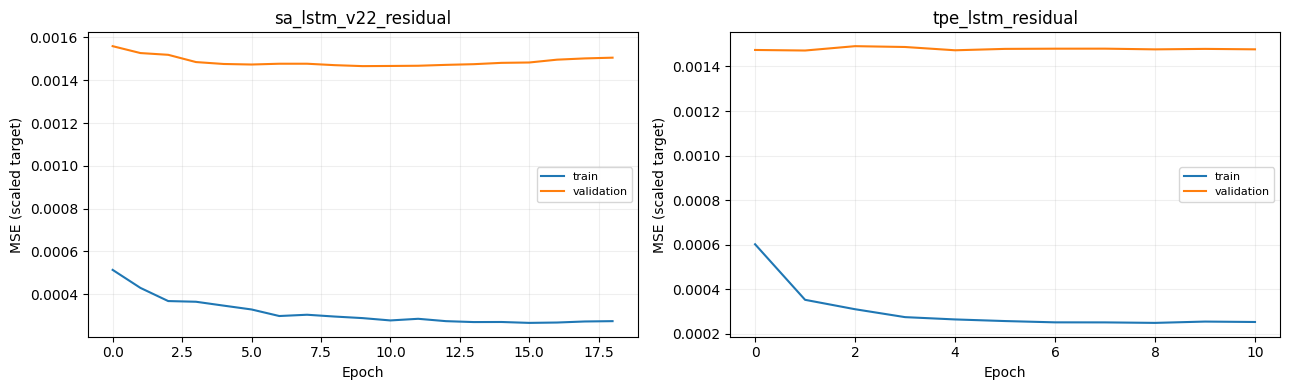 sa_lstm_v22_residual
0.0016
0.0014
0.0012
0.0010
0.0008
0.0006
0.0004
MSE (scaled target)
train
validation
0.0
2.5
5.0
7.5
10.0
12.5
15.0
17.5
Epoch
tpe_lstm_residual
0.0014
0.0012
0.0010
0.0008
0.0006
0.0004
0.0002
MSE (scaled target)
train
validation
0
2
4
6
8
10
Epoch